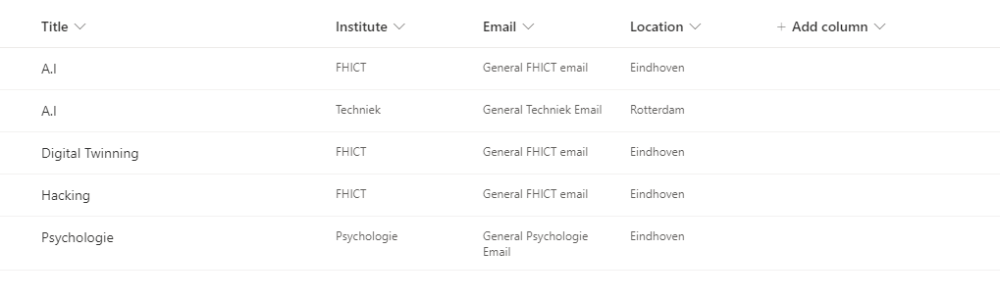 Title Institute Email Location + Add column
A.I FHICT General FHICT email Eindhoven
A.I Techniek General Techniek Email Rotterdam
Digital Twinning FHICT General FHICT email Eindhoven
Hacking FHICT General FHICT email Eindhoven
Psychologie Psychologie General Psychologie Eindhoven
Email